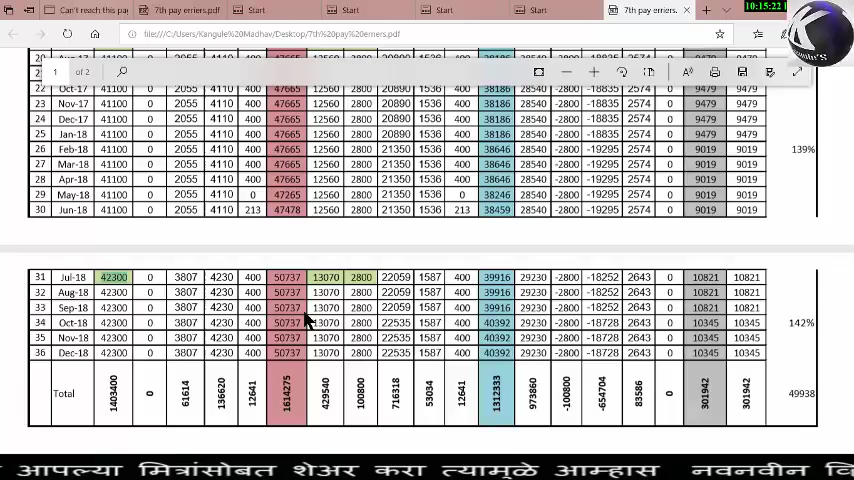 10:15:22
Can't reach this pa
7th pay erriers.pdf
Start
Start
Start
Start
7th pay erriers.
file:///C:/Users/Kangule%20Madhav/Desktop/7th%20pay%20erners.pdf
1 of 2
22 Oct-17 41100 0 2055 4110 400 47665 12560 2800 20890 1536 400 38186 28540 -2800 -18835 2574 0 9479 9479
23 Nov-17 41100 0 2055 4110 400 47665 12560 2800 20890 1536 400 38186 28540 -2800 -18835 2574 0 9479 9479
24 Dec-17 41100 0 2055 4110 400 47665 12560 2800 20890 1536 400 38186 28540 -2800 -18835 2574 0 9479 9479
25 Jan-18 41100 0 2055 4110 400 47665 12560 2800 20890 1536 400 38186 28540 -2800 -18835 2574 0 9479 9479
26 Feb-18 41100 0 2055 4110 400 47665 12560 2800 21350 1536 400 38646 28540 -2800 -19295 2574 0 9019 9019 139%
27 Mar-18 41100 0 2055 4110 400 47665 12560 2800 21350 1536 400 38646 28540 -2800 -19295 2574 0 9019 9019
28 Apr-18 41100 0 2055 4110 400 47665 12560 2800 21350 1536 400 38646 28540 -2800 -19295 2574 0 9019 9019
29 May-18 41100 0 2055 4110 0 47265 12560 2800 21350 1536 0 38246 28540 -2800 -19295 2574 0 9019 9019
30 Jun-18 41100 0 2055 4110 213 47478 12560 2800 21350 1536 213 38459 28540 -2800 -19295 2574 0 9019 9019
31 Jul-18 42300 0 3807 4230 400 50737 13070 2800 22059 1587 400 39916 29230 -2800 -18252 2643 0 10821 10821
32 Aug-18 42300 0 3807 4230 400 50737 13070 2800 22059 1587 400 39916 29230 -2800 -18252 2643 0 10821 10821
33 Sep-18 42300 0 3807 4230 400 50737 13070 2800 22059 1587 400 39916 29230 -2800 -18252 2643 0 10821 10821
34 Oct-18 42300 0 3807 4230 400 50737 13070 2800 22535 1587 400 40392 29230 -2800 -18728 2643 0 10345 10345 142%
35 Nov-18 42300 0 3807 4230 400 50737 13070 2800 22535 1587 400 40392 29230 -2800 -18728 2643 0 10345 10345
36 Dec-18 42300 0 3807 4230 400 50737 13070 2800 22535 1587 400 40392 29230 -2800 -18728 2643 0 10345 10345
Total 1403400 0 61614 136620 12641 1614275 429540 100800 716318 53034 12641 1312333 973860 -100800 -654704 83586 0 301942 301942 49938
आपल्या मित्रांसोबत शेअर करा त्यामुळे आम्हास नवनवीन